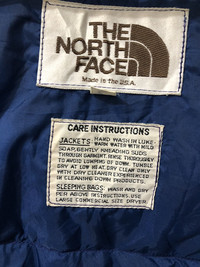 THE
NORTH
FACE
Made in the U.S.A.
CARE INSTRUCTIONS
JACKETS: HAND WASH IN LUKE
WARM WATER WITH MILD
SOAP, GENTLY KNEADING SUDS
THROUGH GARMENT. RINSE THOROUGHLY
TO AVOID LUMPING OF DOWN. TUMBLE
DRY AT LOW HEAT. DRY CLEAN ONLY
WITH DRY CLEANER EXPERIENCED
IN CLEANING DOWN PRODUCTS.
SLEEPING BAGS: WASH AND DRY
PER ABOVE INSTRUCTIONS. USE
LARGE COMMERCIAL SIZE DRYER.